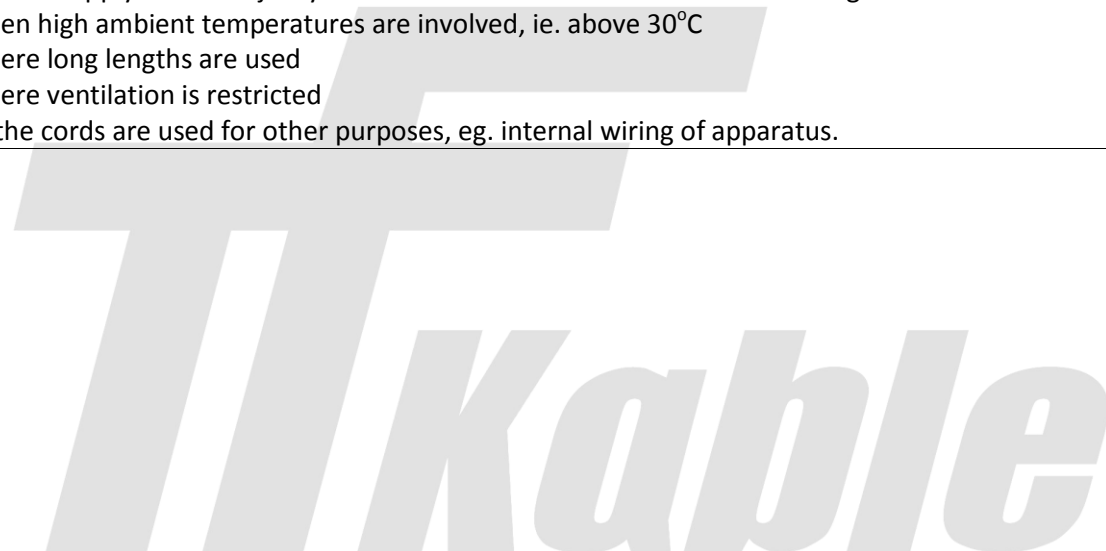 en high ambient temperatures are involved, ie. above 30°C
ere long lengths are used
ere ventilation is restricted
the cords are used for other purposes, eg. internal wiring of apparatus.
TF Kable